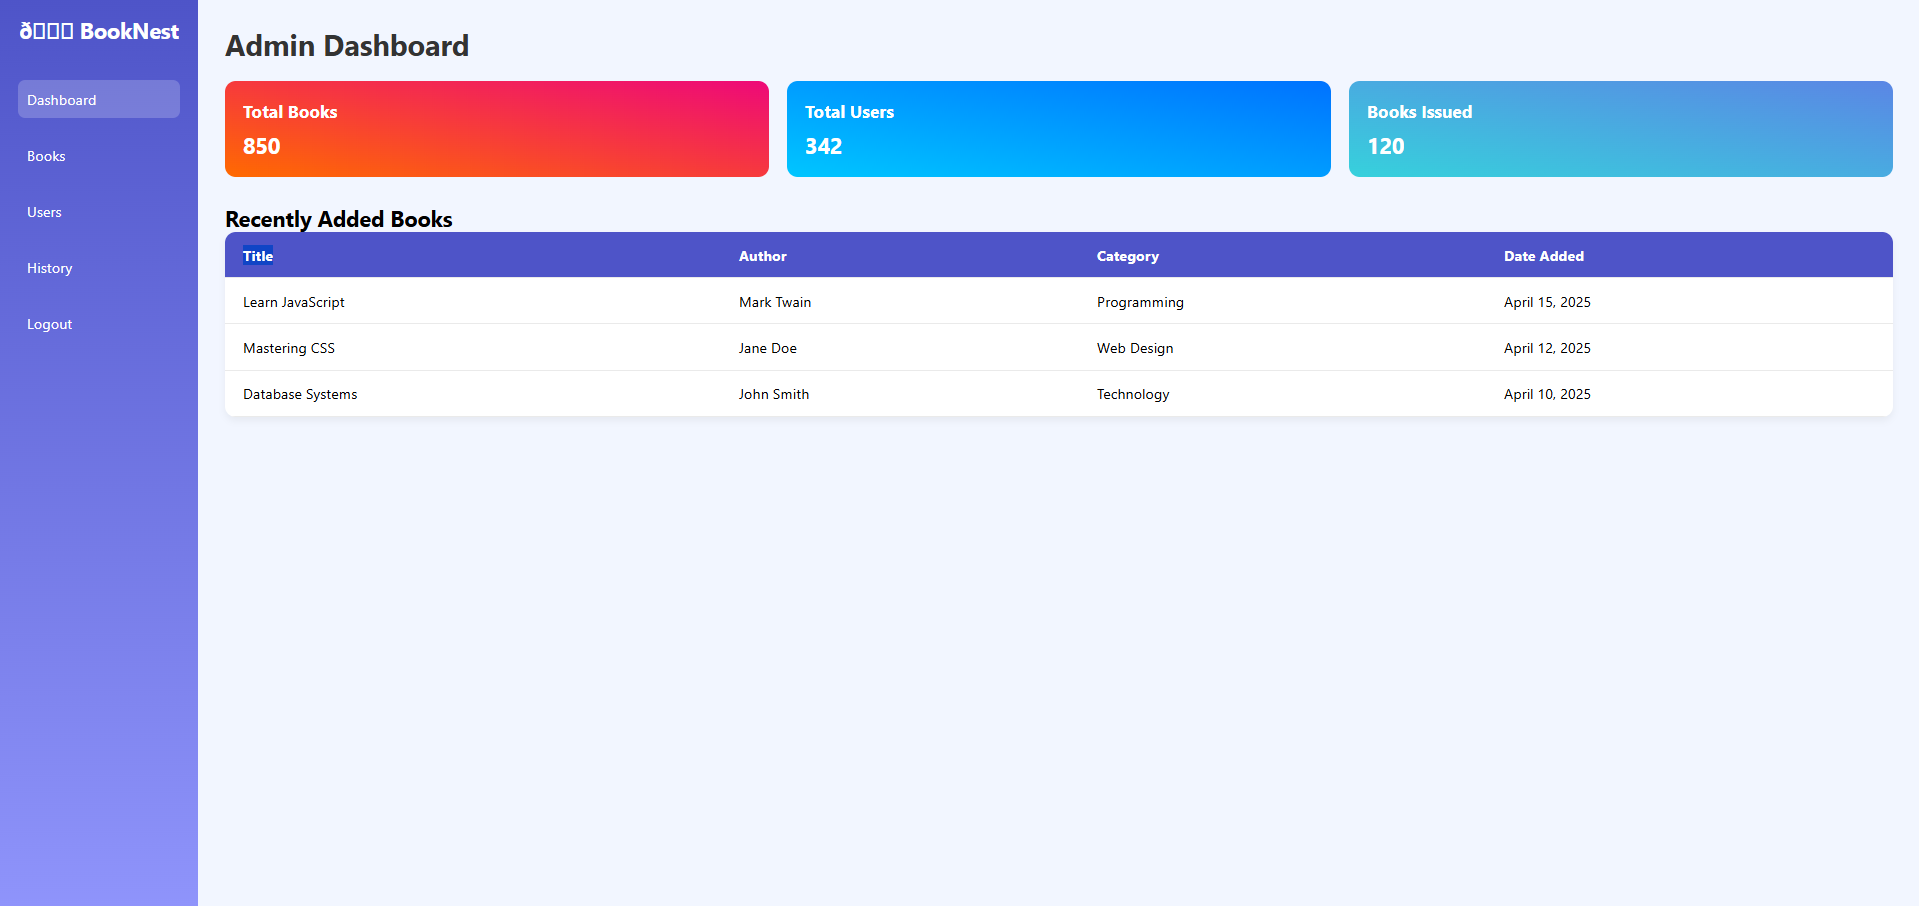 ð BookNest
Dashboard
Books
Users
History
Logout
Admin Dashboard
Total Books
850
Total Users
342
Books Issued
120
Recently Added Books
Title Author Category Date Added
Learn JavaScript Mark Twain Programming April 15, 2025
Mastering CSS Jane Doe Web Design April 12, 2025
Database Systems John Smith Technology April 10, 2025